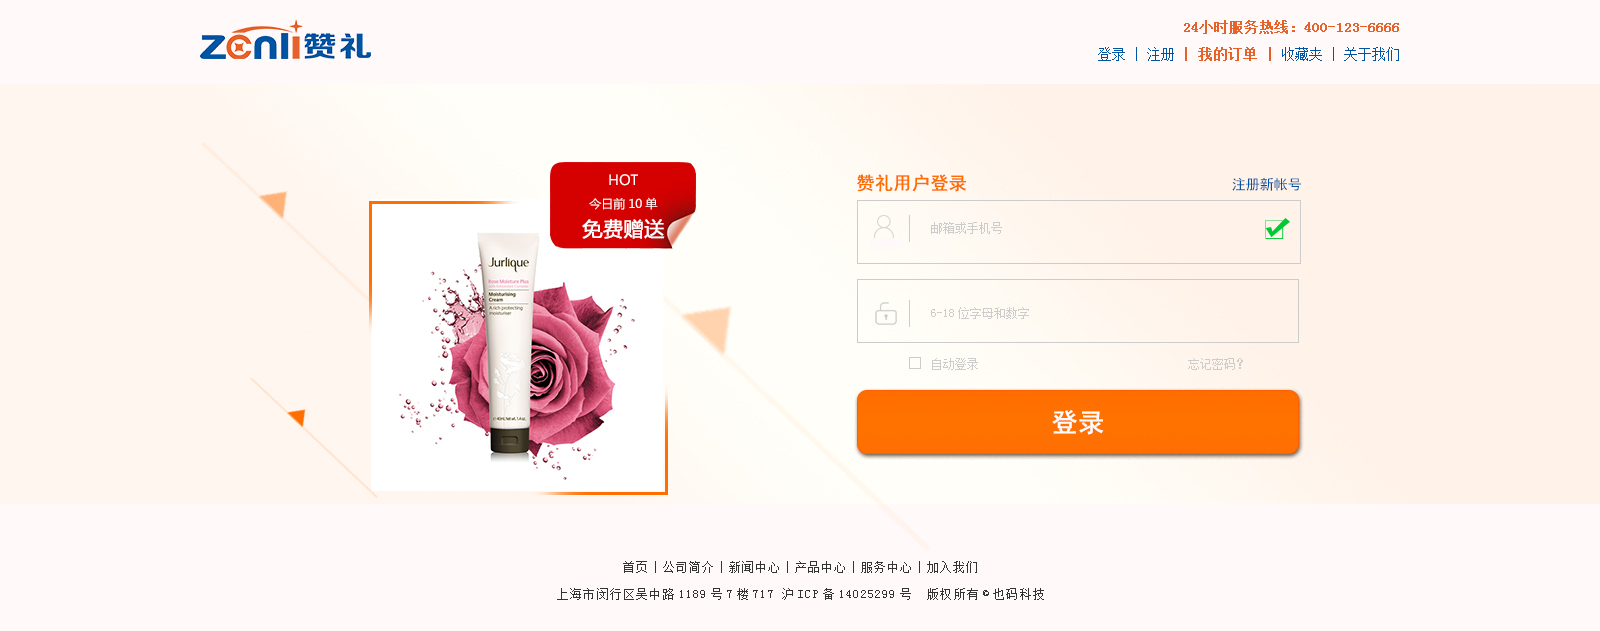 zenli赞礼
24小时服务热线：400-123-6666
登录 | 注册 | 我的订单 | 收藏夹 | 关于我们
HOT
今日前 10 单
免费赠送
Jurlique
Rose Moisture Plus
Moisturising
Cream
A rich protecting
moisturiser
赞礼用户登录
注册新帐号
邮箱或手机号
6-18 位字母和数字
自动登录
忘记密码?
登录
首页 | 公司简介 | 新闻中心 | 产品中心 | 服务中心 | 加入我们
上海市闵行区吴中路 1189 号 7 楼 717 沪 ICP 备 14025299 号 版权所有 © 也码科技